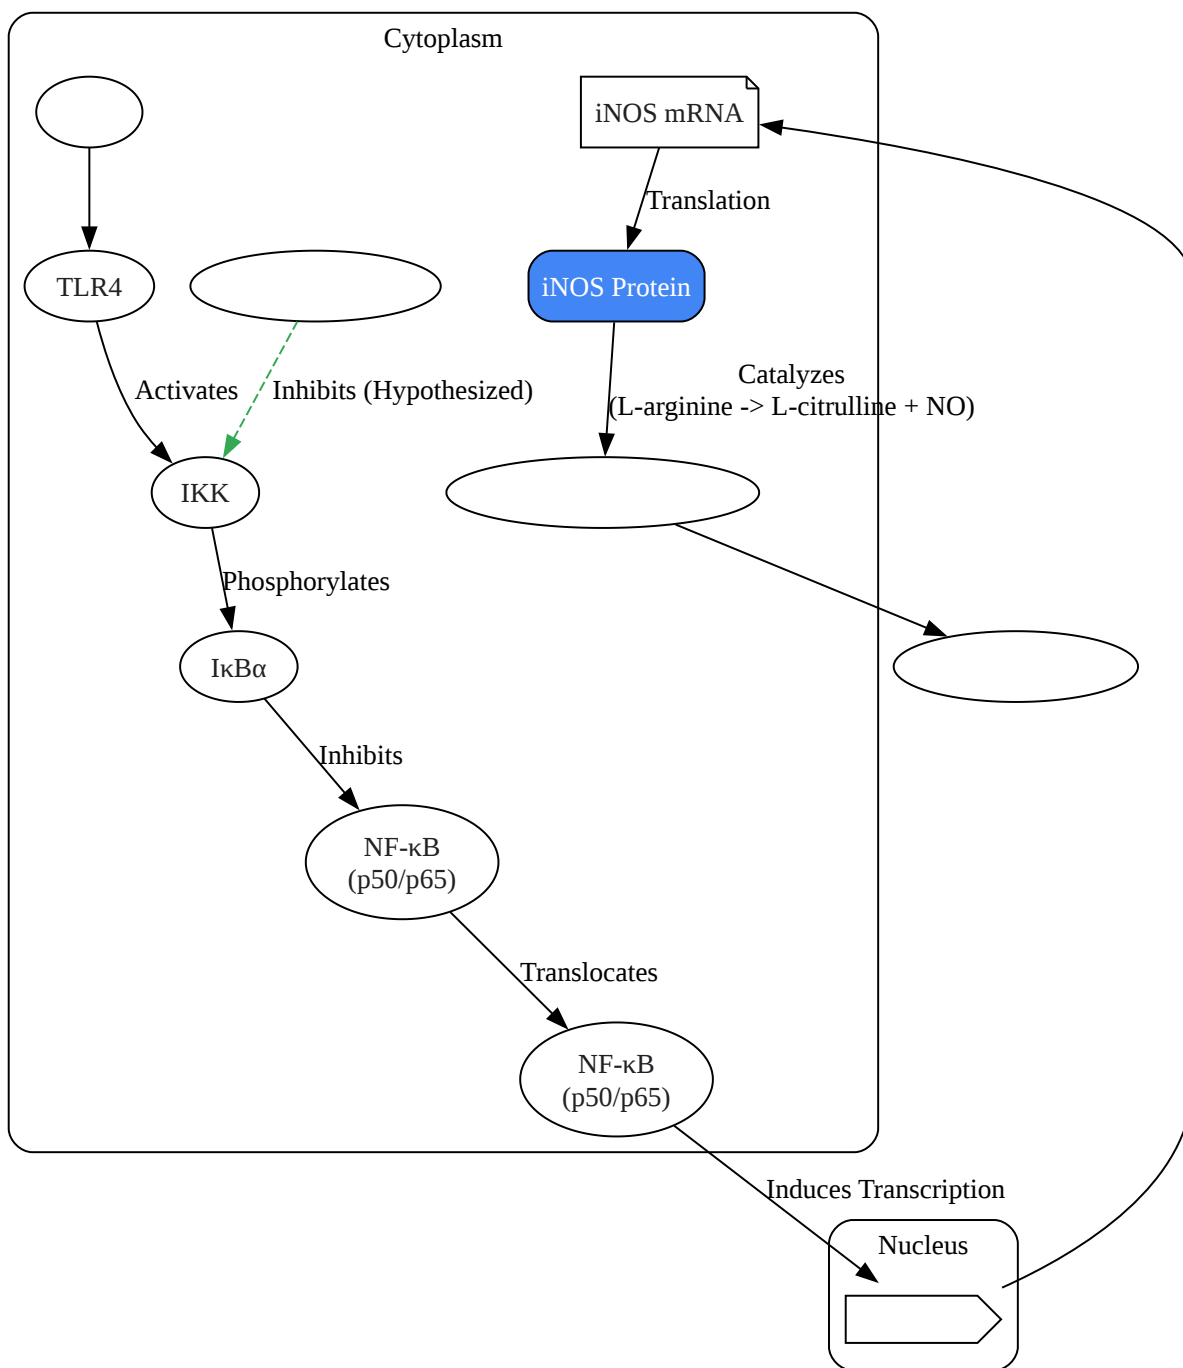 Cytoplasm
iNOS mRNA
Translation
TLR4
iNOS Protein
Activates
Inhibits (Hypothesized)
Catalyzes
(L-arginine -> L-citrulline + NO)
IKK
Phosphorylates
IκBα
Inhibits
NF-κB
(p50/p65)
Translocates
NF-κB
(p50/p65)
Induces Transcription
Nucleus